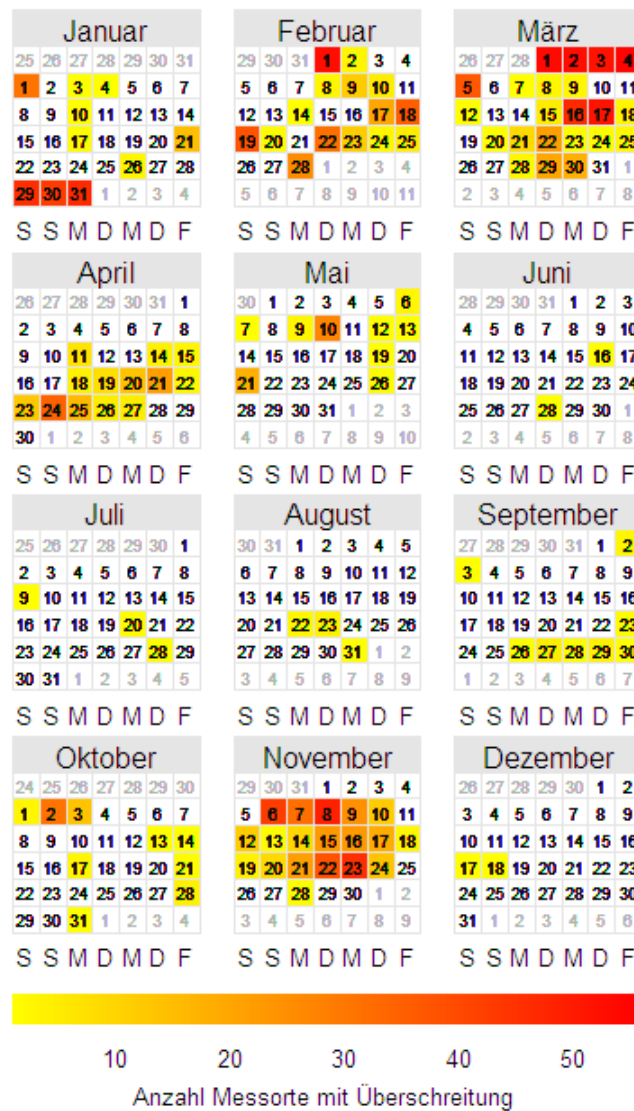 Januar
25 26 27 28 29 30 31
1 2 3 4 5 6 7
8 9 10 11 12 13 14
15 16 17 18 19 20 21
22 23 24 25 26 27 28
29 30 31 1 2 3 4
S S M D M D F
Februar
29 30 31 1 2 3 4
5 6 7 8 9 10 11
12 13 14 15 16 17 18
19 20 21 22 23 24 25
26 27 28 1 2 3 4
5 6 7 8 9 10 11
S S M D M D F
März
26 27 28 1 2 3 4
5 6 7 8 9 10 11
12 13 14 15 16 17 18
19 20 21 22 23 24 25
26 27 28 29 30 31 1
2 3 4 5 6 7 8
S S M D M D F
April
26 27 28 29 30 31 1
2 3 4 5 6 7 8
9 10 11 12 13 14 15
16 17 18 19 20 21 22
23 24 25 26 27 28 29
30 1 2 3 4 5 6
S S M D M D F
Mai
30 1 2 3 4 5 6
7 8 9 10 11 12 13
14 15 16 17 18 19 20
21 22 23 24 25 26 27
28 29 30 31 1 2 3
4 5 6 7 8 9 10
S S M D M D F
Juni
28 29 30 31 1 2 3
4 5 6 7 8 9 10
11 12 13 14 15 16 17
18 19 20 21 22 23 24
25 26 27 28 29 30 1
2 3 4 5 6 7 8
S S M D M D F
Juli
25 26 27 28 29 30 1
2 3 4 5 6 7 8
9 10 11 12 13 14 15
16 17 18 19 20 21 22
23 24 25 26 27 28 29
30 31 1 2 3 4 5
S S M D M D F
August
30 31 1 2 3 4 5
6 7 8 9 10 11 12
13 14 15 16 17 18 19
20 21 22 23 24 25 26
27 28 29 30 31 1 2
3 4 5 6 7 8 9
S S M D M D F
September
27 28 29 30 31 1 2
3 4 5 6 7 8 9
10 11 12 13 14 15 16
17 18 19 20 21 22 23
24 25 26 27 28 29 30
1 2 3 4 5 6 7
S S M D M D F
Oktober
24 25 26 27 28 29 30
1 2 3 4 5 6 7
8 9 10 11 12 13 14
15 16 17 18 19 20 21
22 23 24 25 26 27 28
29 30 31 1 2 3 4
S S M D M D F
November
29 30 31 1 2 3 4
5 6 7 8 9 10 11
12 13 14 15 16 17 18
19 20 21 22 23 24 25
26 27 28 29 30 1 2
3 4 5 6 7 8 9
S S M D M D F
Dezember
26 27 28 29 30 1 2
3 4 5 6 7 8 9
10 11 12 13 14 15 16
17 18 19 20 21 22 23
24 25 26 27 28 29 30
31 1 2 3 4 5 6
S S M D M D F
10 20 30 40 50
Anzahl Messorte mit Überschreitung